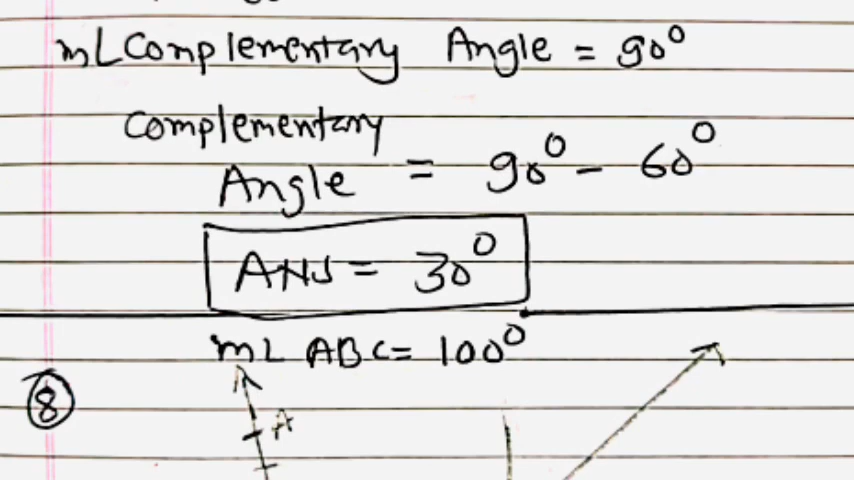 m∠Complementary Angle = 90°
Complementary
Angle = 90° - 60°
ANS = 30°
m∠ ABC = 100°
8
A